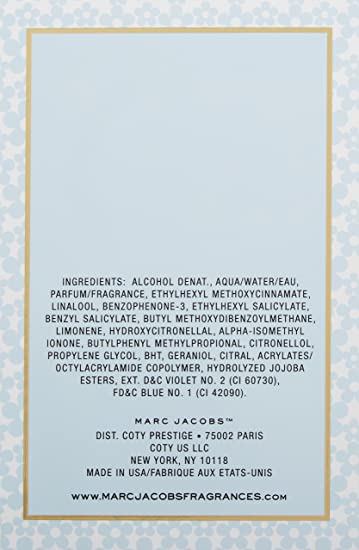 INGREDIENTS: ALCOHOL DENAT., AQUA/WATER/EAU,
PARFUM/FRAGRANCE, ETHYLHEXYL METHOXYCINNAMATE,
LINALOOL, BENZOPHENONE-3, ETHYLHEXYL SALICYLATE,
BENZYL SALICYLATE, BUTYL METHOXYDIBENZOYLMETHANE,
LIMONENE, HYDROXYCITRONELLAL, ALPHA-ISOMETHYL
IONONE, BUTYLPHENYL METHYLPROPIONAL, CITRONELLOL,
PROPYLENE GLYCOL, BHT, GERANIOL, CITRAL, ACRYLATES/
OCTYLACRYLAMIDE COPOLYMER, HYDROLYZED JOJOBA
ESTERS, EXT. D&C VIOLET NO. 2 (CI 60730),
FD&C BLUE NO. 1 (CI 42090).
MARC JACOBS™
DIST. COTY PRESTIGE • 75002 PARIS
COTY US LLC
NEW YORK, NY 10118
MADE IN USA/FABRIQUE AUX ETATS-UNIS
WWW.MARCJACOBSFRAGRANCES.COM